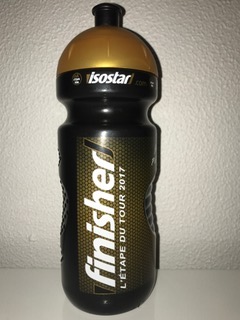 isostar
finisher
L'ÉTAPE DU TOUR 2017